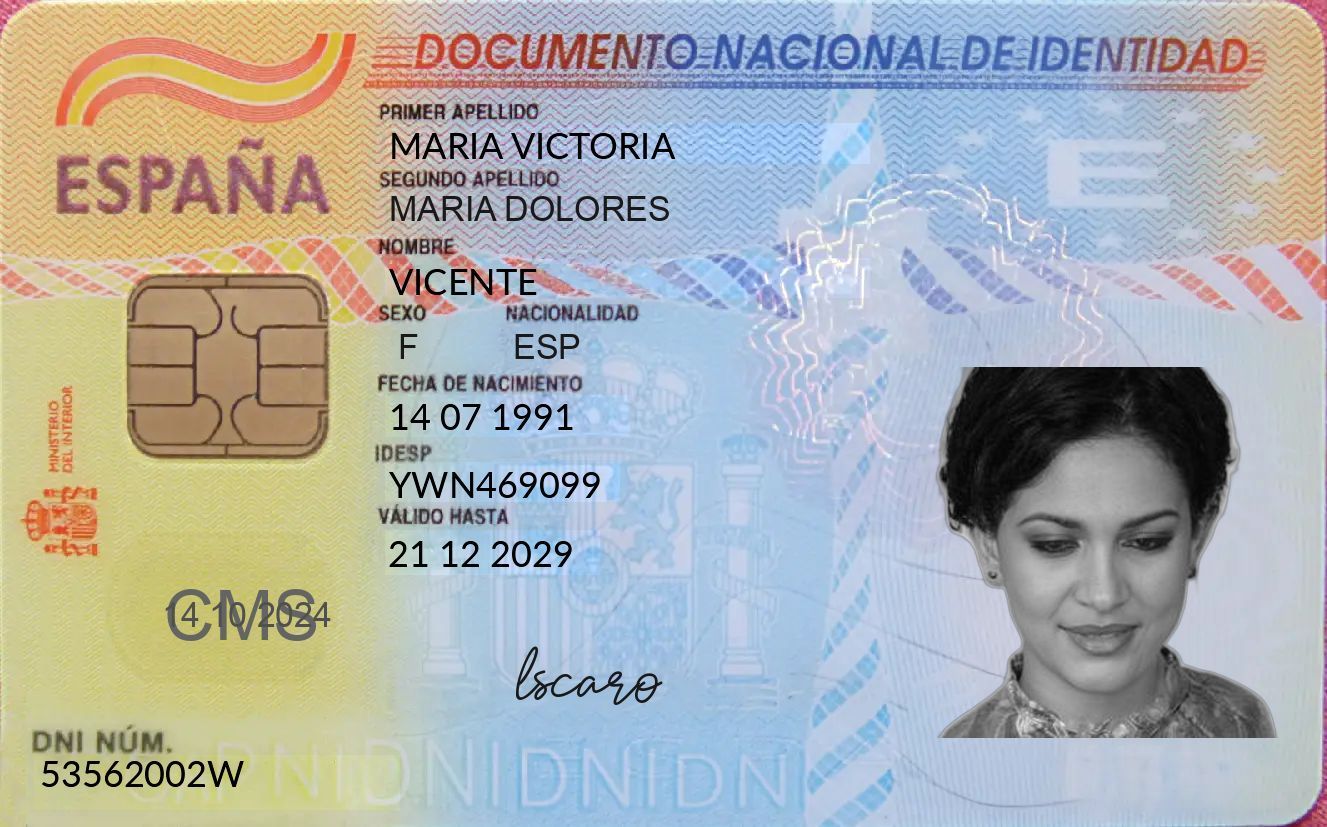 DOCUMENTO NACIONAL DE IDENTIDAD
ESPAÑA
PRIMER APELLIDO
MARIA VICTORIA
SEGUNDO APELLIDO
MARIA DOLORES
NOMBRE
VICENTE
SEXO NACIONALIDAD
F ESP
FECHA DE NACIMIENTO
14 07 1991
IDESP
YWN469099
VÁLIDO HASTA
21 12 2029
MINISTERIO
DEL INTERIOR
CMS
14 10 2024
lscaro
DNI NÚM.
53562002W
DNIDNIDNIDNI
E